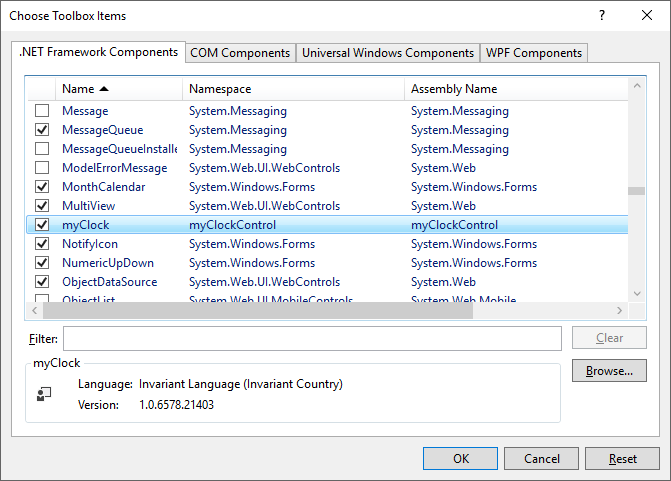 Choose Toolbox Items
.NET Framework Components COM Components Universal Windows Components WPF Components
Name Namespace Assembly Name
Message System.Messaging System.Messaging
MessageQueue System.Messaging System.Messaging
MessageQueueInstalle System.Messaging System.Messaging
ModelErrorMessage System.Web.UI.WebControls System.Web
MonthCalendar System.Windows.Forms System.Windows.Forms
MultiView System.Web.UI.WebControls System.Web
myClock myClockControl myClockControl
NotifyIcon System.Windows.Forms System.Windows.Forms
NumericUpDown System.Windows.Forms System.Windows.Forms
ObjectDataSource System.Web.UI.WebControls System.Web
ObjectList System.Web.UI.MobileControls System.Web.Mobile
Filter: Clear
myClock Browse...
Language: Invariant Language (Invariant Country)
Version: 1.0.6578.21403
OK Cancel Reset